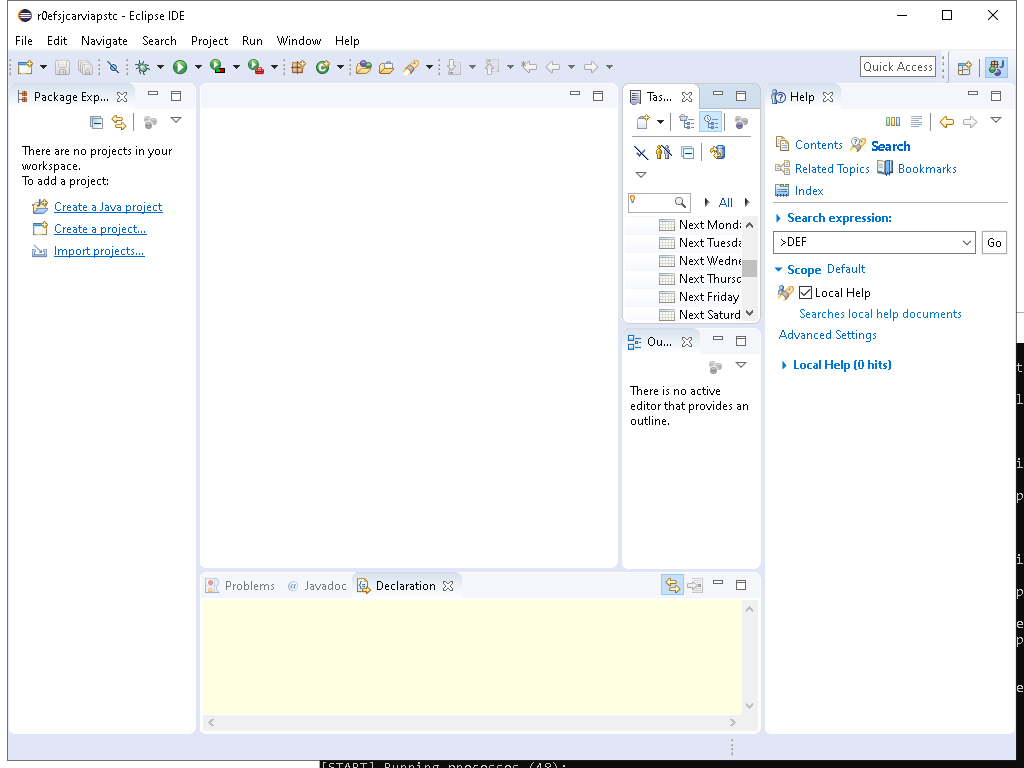 r0efsjcarviapstc - Eclipse IDE
File Edit Navigate Search Project Run Window Help
Quick Access
Package Exp...
There are no projects in your
workspace.
To add a project:
Create a Java project
Create a project...
Import projects...
Tas...
All
Next Mond
Next Tuesda
Next Wedne
Next Thursd
Next Friday
Next Saturd
Ou...
There is no active
editor that provides an
outline.
Help
Contents Search
Related Topics Bookmarks
Index
Search expression:
>DEF
Go
Scope Default
Local Help
Searches local help documents
Advanced Settings
Local Help (0 hits)
Problems @ Javadoc Declaration
[START] Running processes (48):